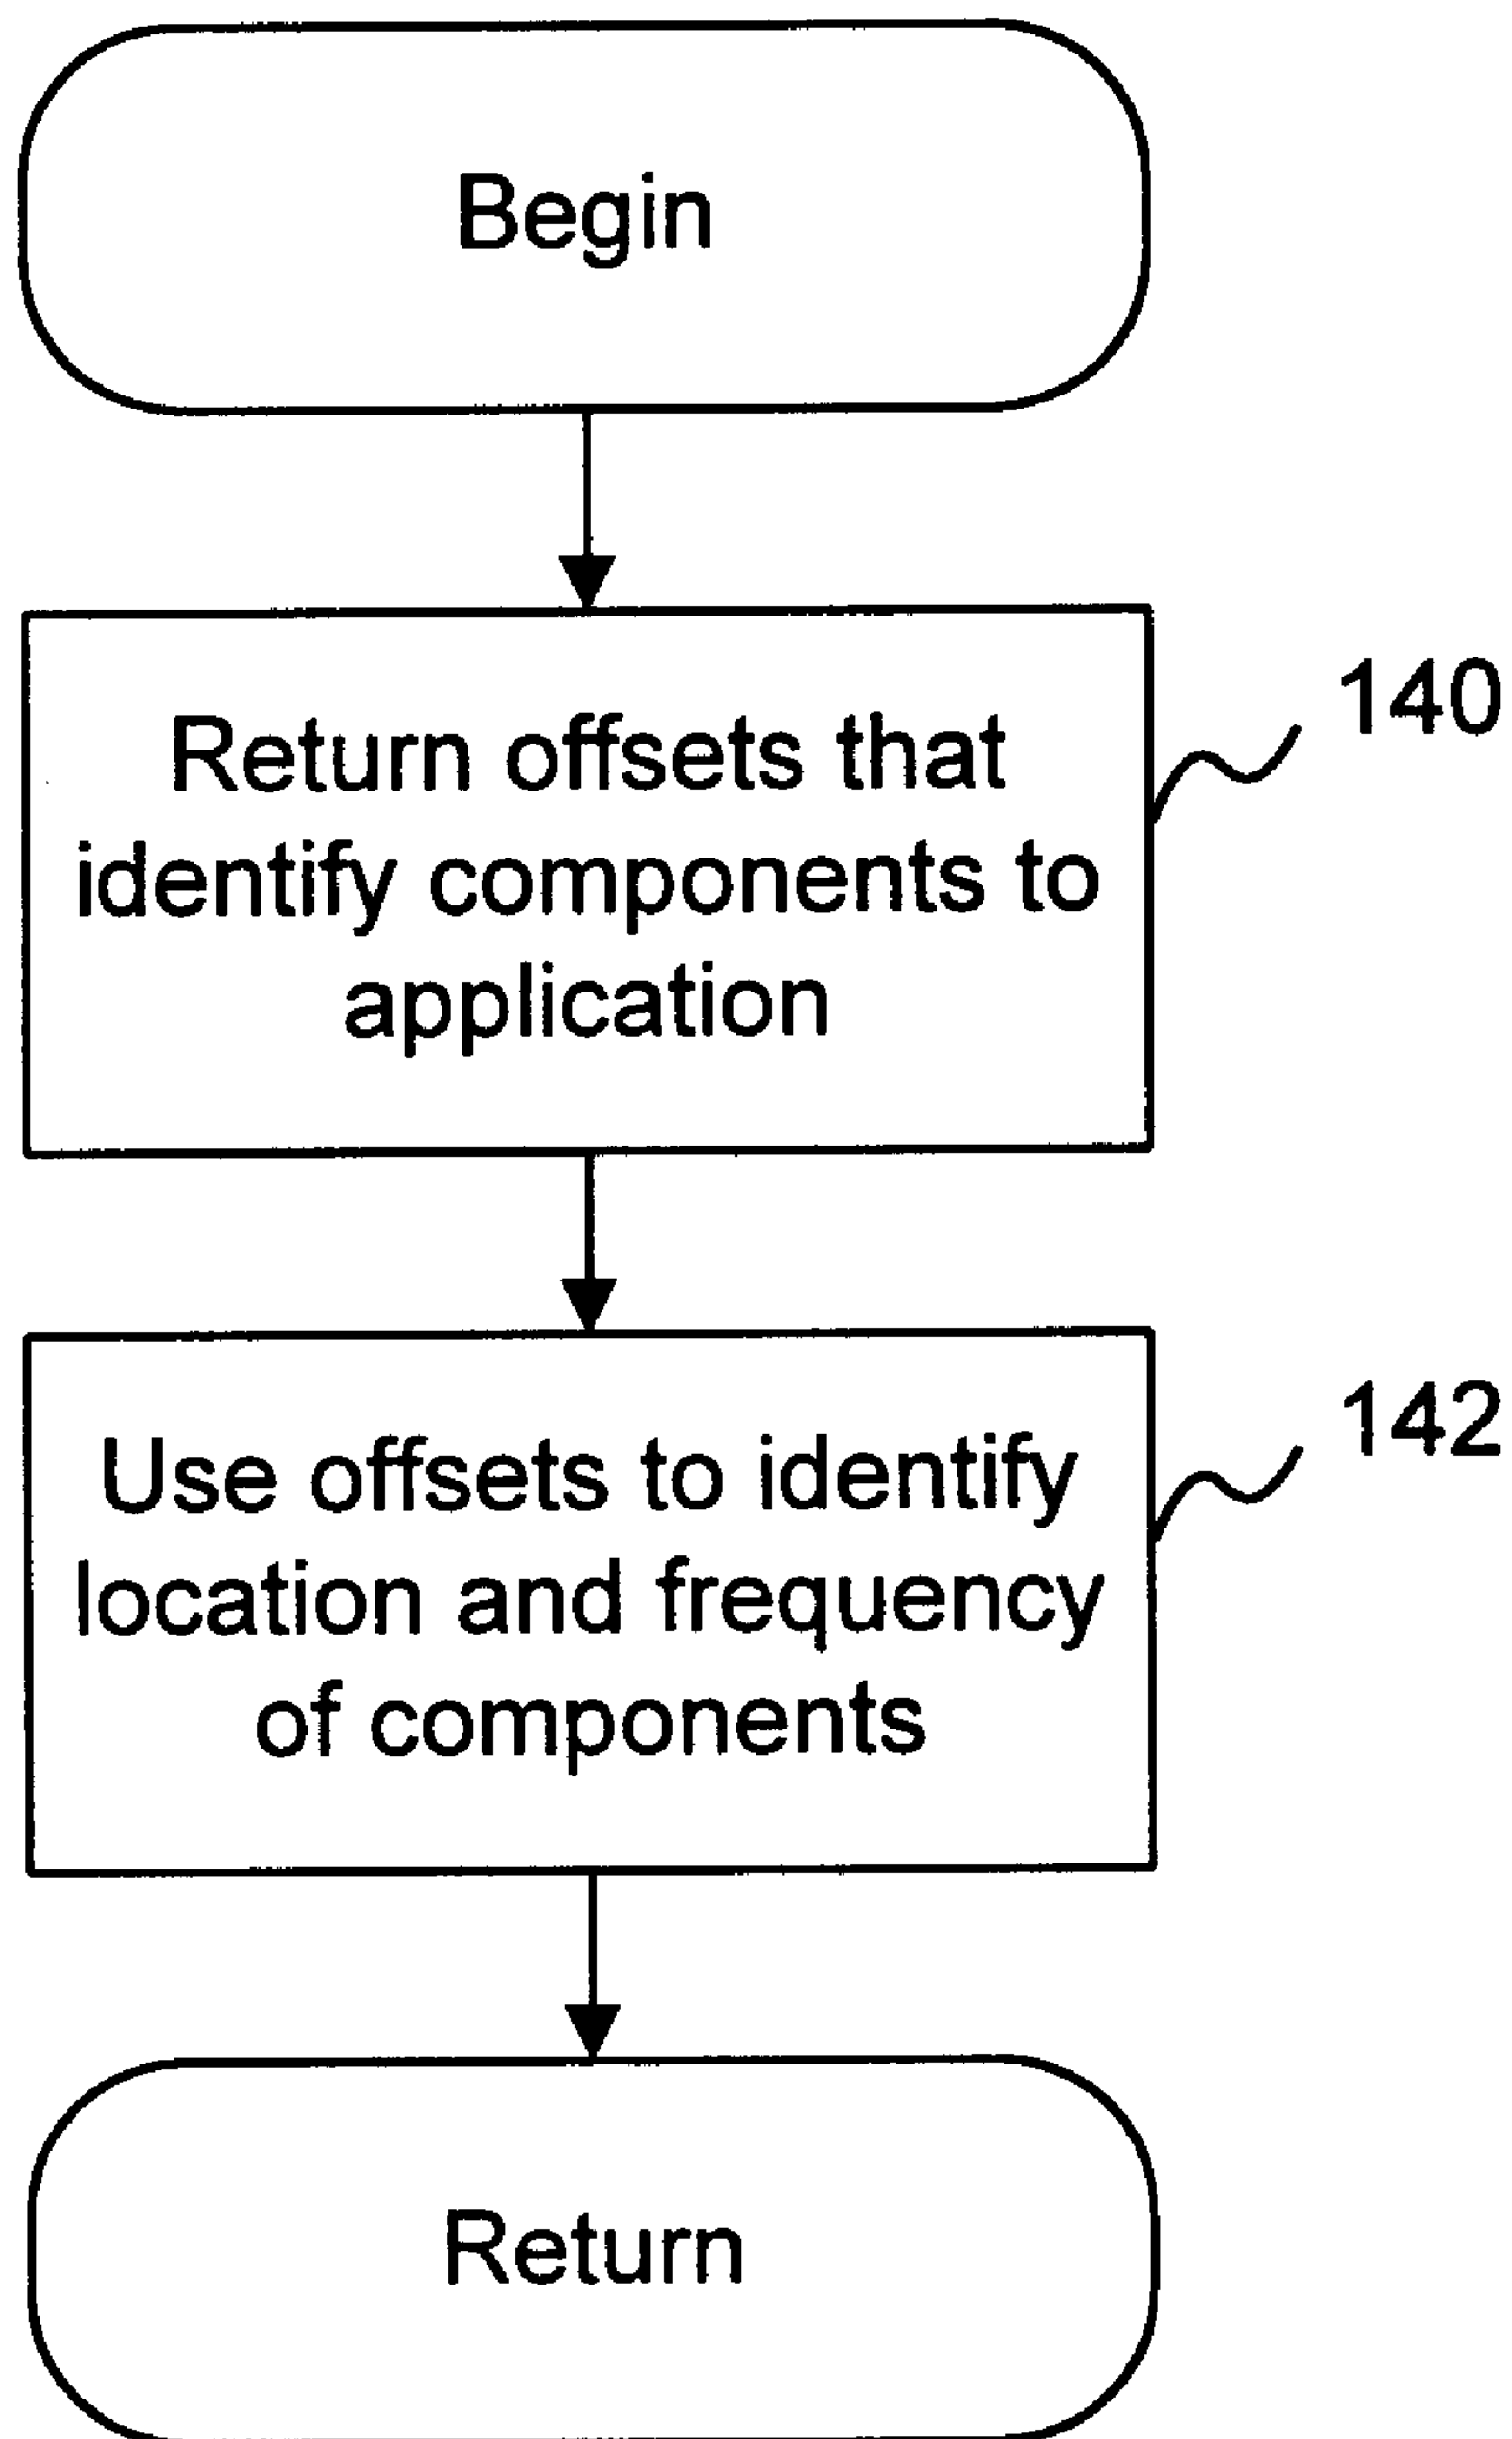 Begin
Return offsets that
identify components to
application
140
Use offsets to identify
location and frequency
of components
142
Return